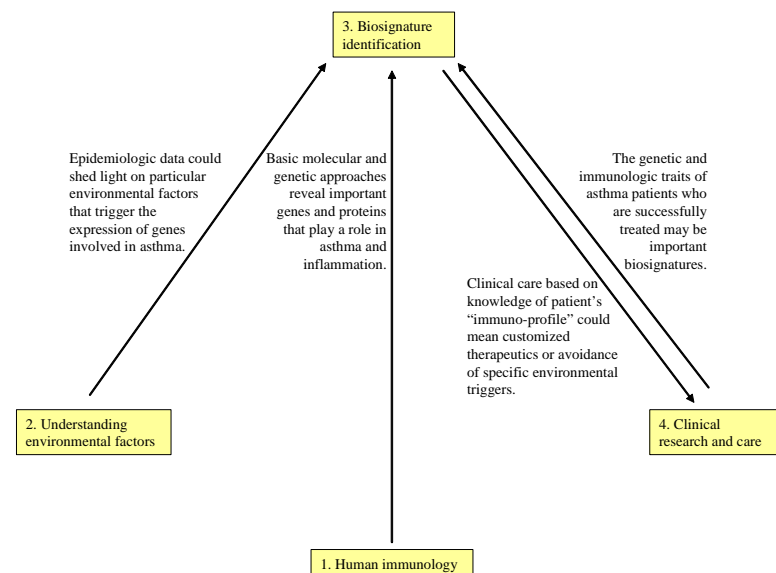 3. Biosignature
identification
Epidemiologic data could
shed light on particular
environmental factors
that trigger the
expression of genes
involved in asthma.
Basic molecular and
genetic approaches
reveal important
genes and proteins
that play a role in
asthma and
inflammation.
The genetic and
immunologic traits of
asthma patients who
are successfully
treated may be
important
biosignatures.
Clinical care based on
knowledge of patient’s
“immuno-profile” could
mean customized
therapeutics or avoidance
of specific environmental
triggers.
2. Understanding
environmental factors
4. Clinical
research and care
1. Human immunology